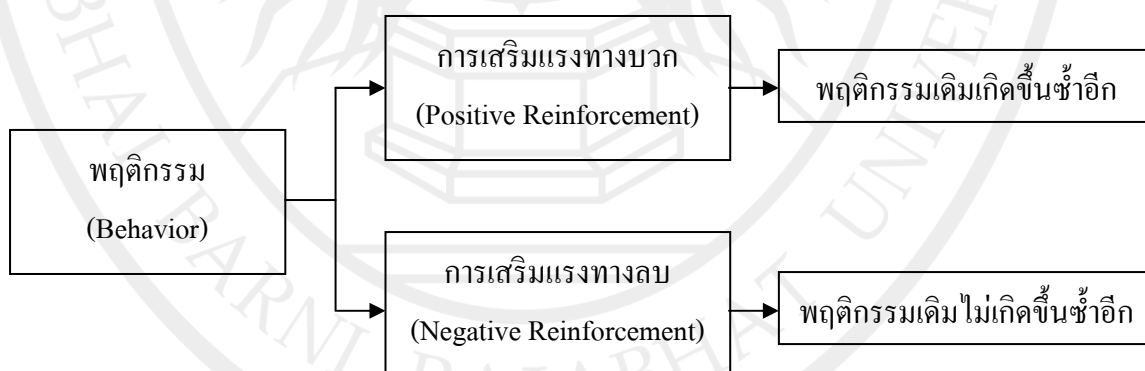 การเสริมแรงทางบวก
(Positive Reinforcement)
พฤติกรรมเดิมเกิดขึ้นซ้ำอีก
พฤติกรรม
(Behavior)
การเสริมแรงทางลบ
(Negative Reinforcement)
พฤติกรรมเดิมไม่เกิดขึ้นซ้ำอีก
BHAI BARNI RAJABHAT UNIVER